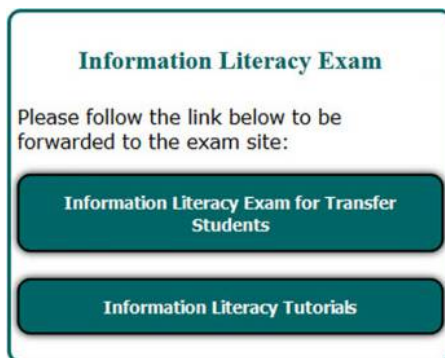 Information Literacy Exam
Please follow the link below to be
forwarded to the exam site:
Information Literacy Exam for Transfer
Students
Information Literacy Tutorials